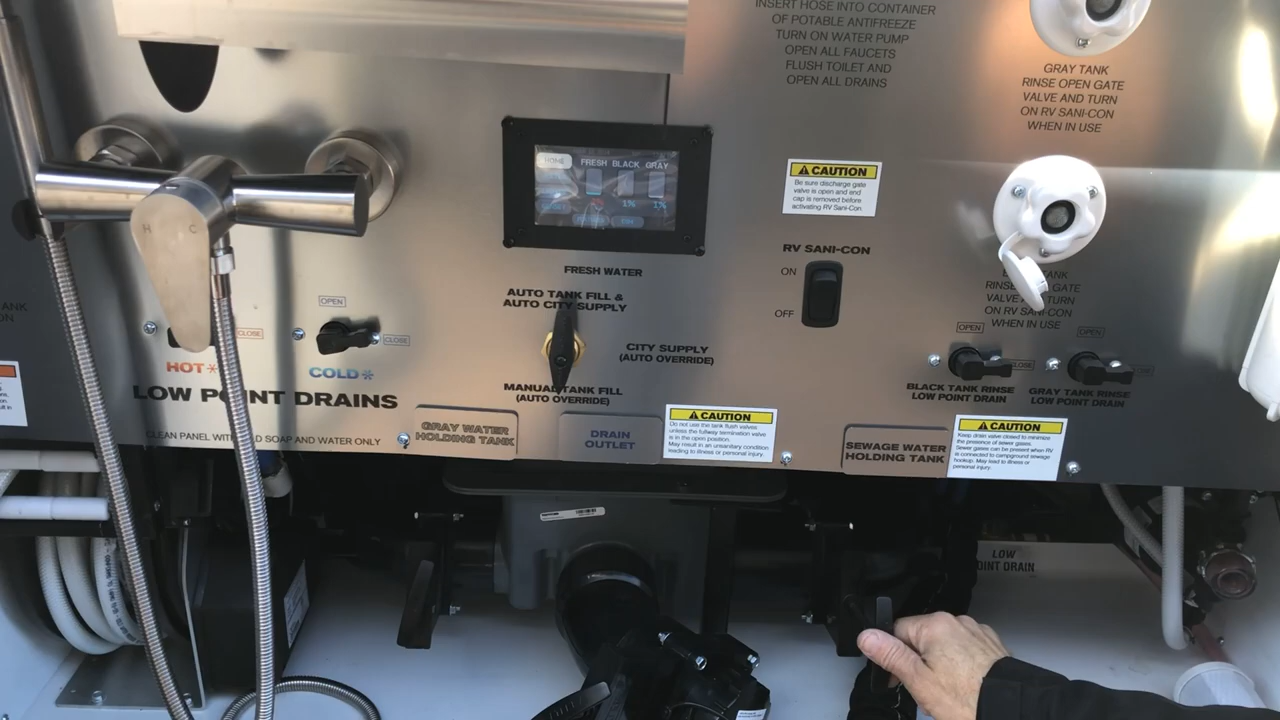 INSERT HOSE INTO CONTAINER
OF POTABLE ANTIFREEZE
TURN ON WATER PUMP
OPEN ALL FAUCETS
FLUSH TOILET AND
OPEN ALL DRAINS
GRAY TANK
RINSE OPEN GATE
VALVE AND TURN
ON RV SANI-CON
WHEN IN USE
HOME
FRESH BLACK GRAY
1% 1%
CAUTION
Be sure discharge gate
valve is open and end
cap is removed before
activating RV Sani-Con
RV SANI-CON
ON
OFF
TANK
GATE
TURN
ON RV SANI-CON
WHEN IN USE
FRESH WATER
AUTO TANK FILL &
AUTO CITY SUPPLY
CITY SUPPLY
(AUTO OVERRIDE)
MANUAL TANK FILL
(AUTO OVERRIDE)
H C
OPEN
CLOSE
CLOSE
HOT
COLD
LOW POINT DRAINS
CLEAN PANEL WITH SOAP AND WATER ONLY
OPEN
OPEN
CLOSE
BLACK TANK RINSE
LOW POINT DRAIN
GRAY TANK RINSE
LOW POINT DRAIN
GRAY WATER
HOLDING TANK
DRAIN
OUTLET
CAUTION
Do not use the tank flush valves
unless the fullway termination valve
is in the open position.
May result in an unsanitary condition
leading to illness or personal injury.
SEWAGE WATER
HOLDING TANK
CAUTION
Keep drain valve closed to minimize
the presence of sewer gases.
Sewer gases can be present when RV
is connected to campground sewage
hookup. May lead to illness or
personal injury.
LOW
POINT DRAIN